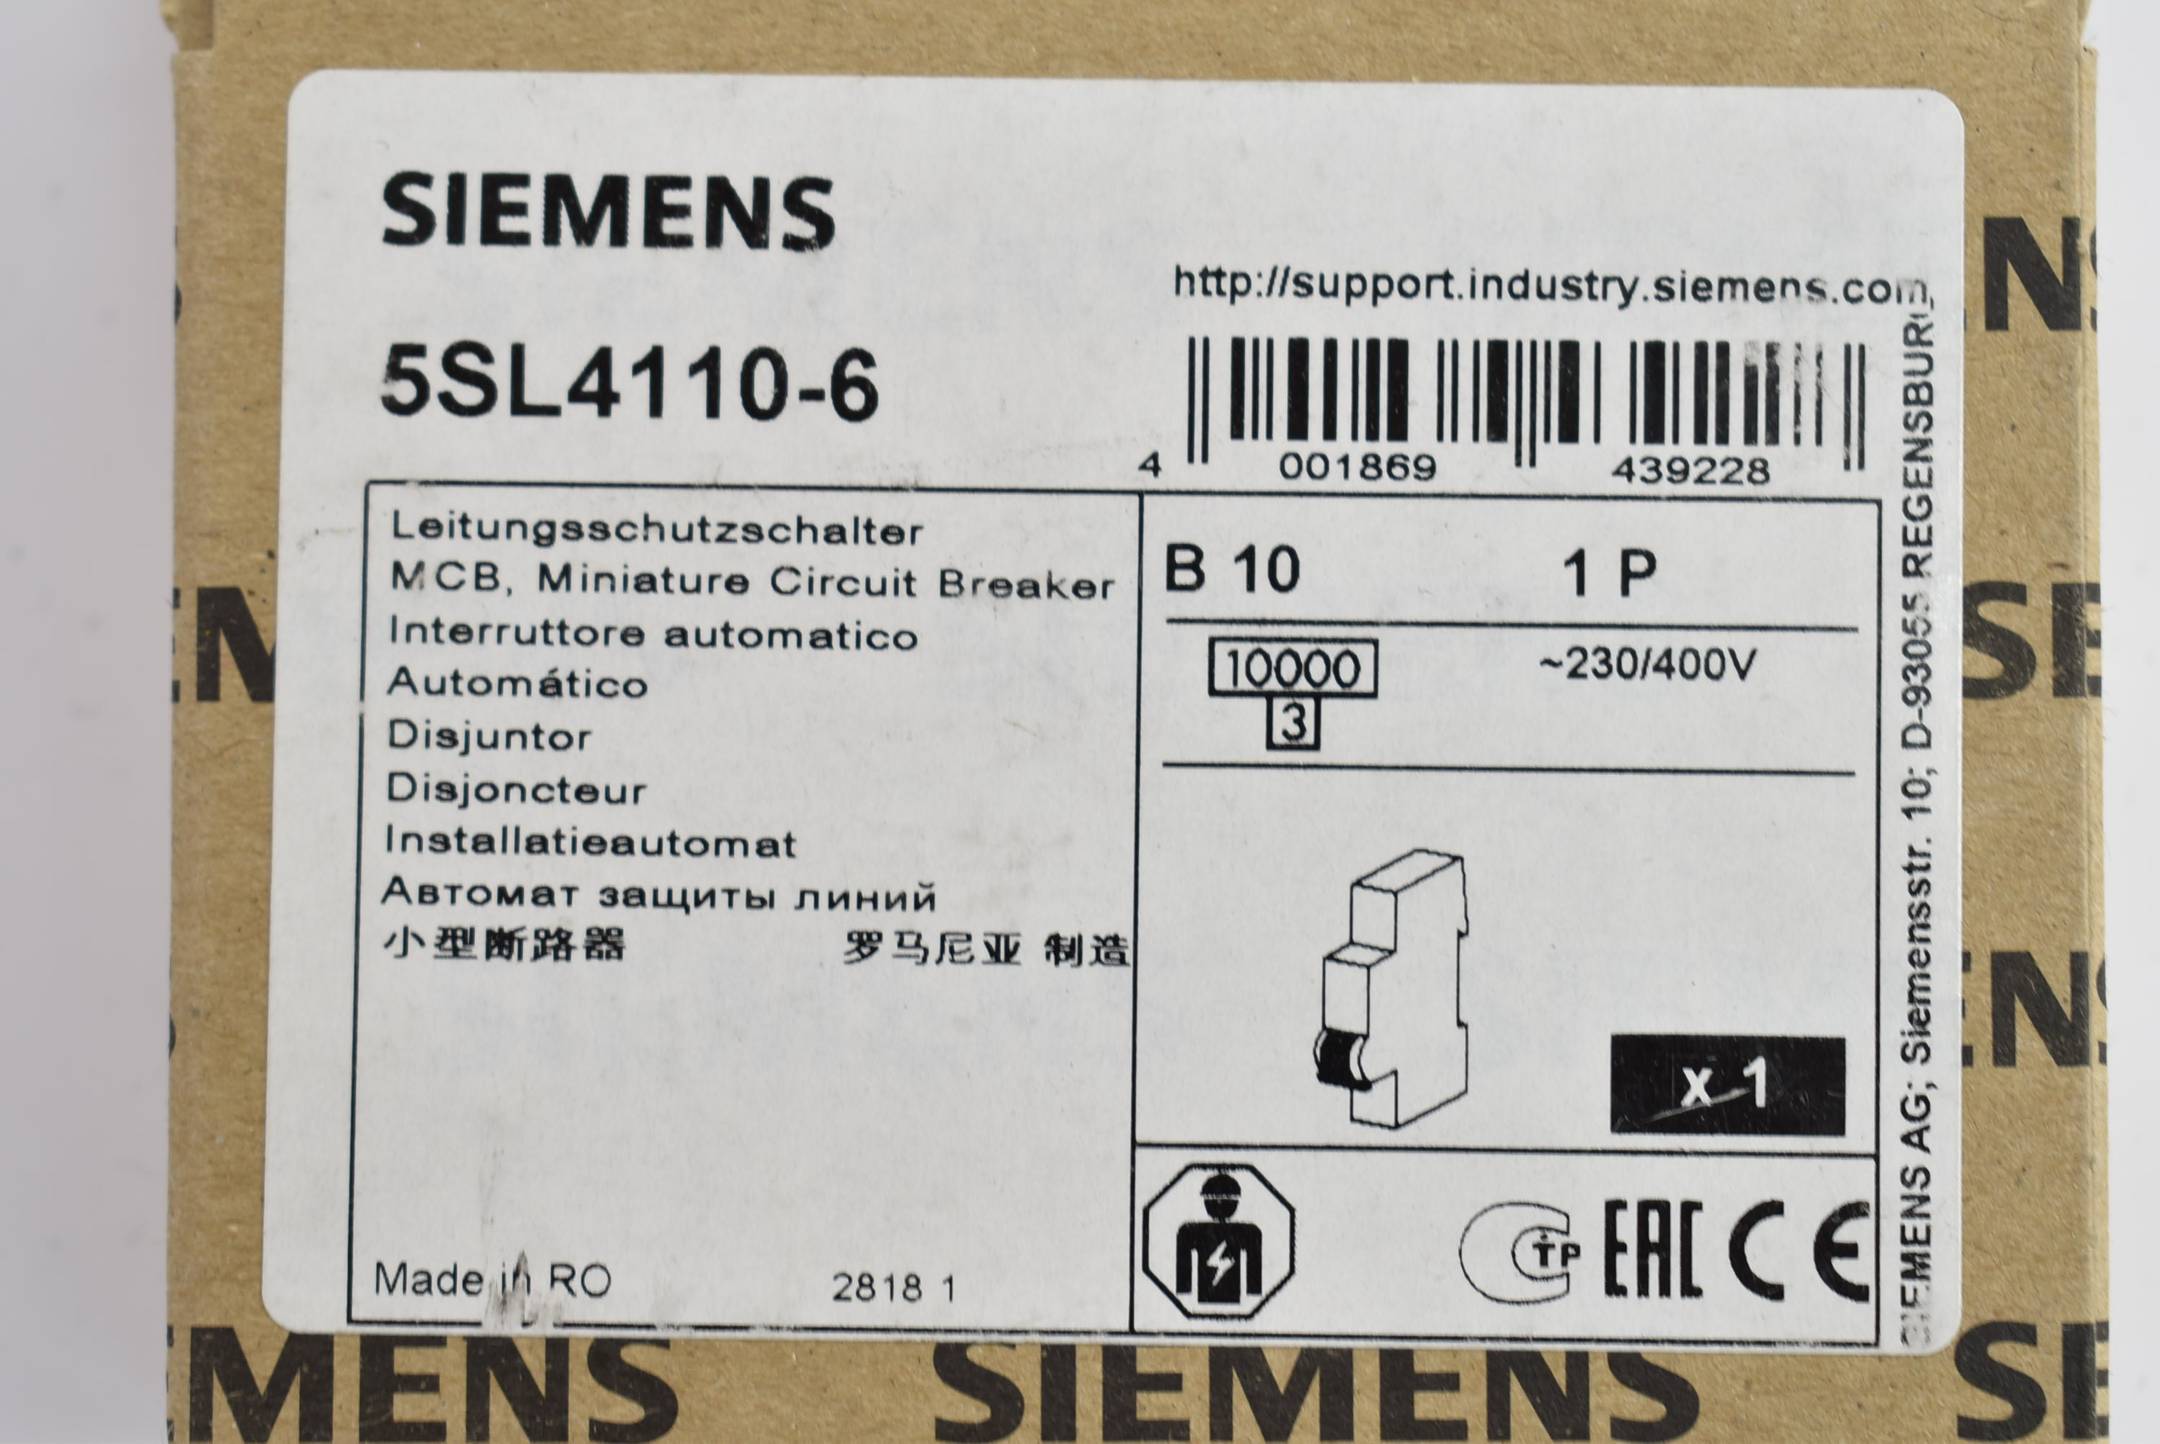 SIEMENS
http://support.industry.siemens.com
5SL4110-6
4 001869 439228
Leitungsschutzschalter
MCB, Miniature Circuit Breaker
Interruttore automatico
Automático
Disjuntor
Disjoncteur
Installatieautomat
Автомат защиты линий
小型断路器 罗马尼亚 制造
Made in RO 2818 1
B 10 1 P
10000 ~230/400V
3
x 1
СTP EAC CE
SIEMENS AG; Siemensstr. 10; D-93055 REGENSBURG
EMENS SIEMENS SE